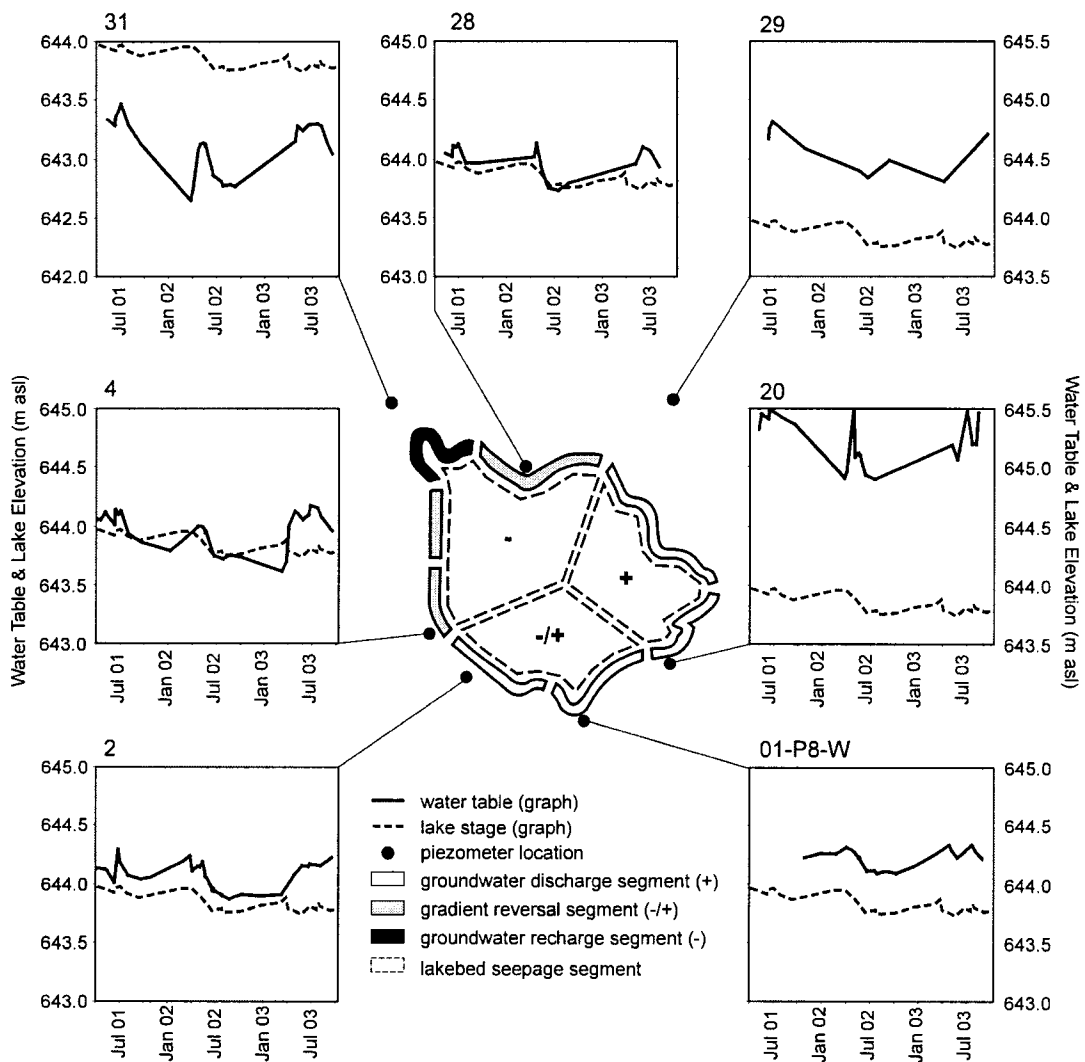 31
28
29
644.0
643.5
643.0
642.5
642.0
Jul 01
Jan 02
Jul 02
Jan 03
Jul 03
645.0
644.5
644.0
643.5
643.0
Jul 01
Jan 02
Jul 02
Jan 03
Jul 03
645.5
645.0
644.5
644.0
643.5
Jul 01
Jan 02
Jul 02
Jan 03
Jul 03
Water Table & Lake Elevation (m asl)
4
645.0
644.5
644.0
643.5
643.0
Jul 01
Jan 02
Jul 02
Jan 03
Jul 03
-
+
-/+
20
645.5
645.0
644.5
644.0
643.5
Jul 01
Jan 02
Jul 02
Jan 03
Jul 03
Water Table & Lake Elevation (m asl)
2
645.0
644.5
644.0
643.5
643.0
Jul 01
Jan 02
Jul 02
Jan 03
Jul 03
water table (graph)
lake stage (graph)
piezometer location
groundwater discharge segment (+)
gradient reversal segment (-/+)
groundwater recharge segment (-)
lakebed seepage segment
01-P8-W
645.0
644.5
644.0
643.5
643.0
Jul 01
Jan 02
Jul 02
Jan 03
Jul 03